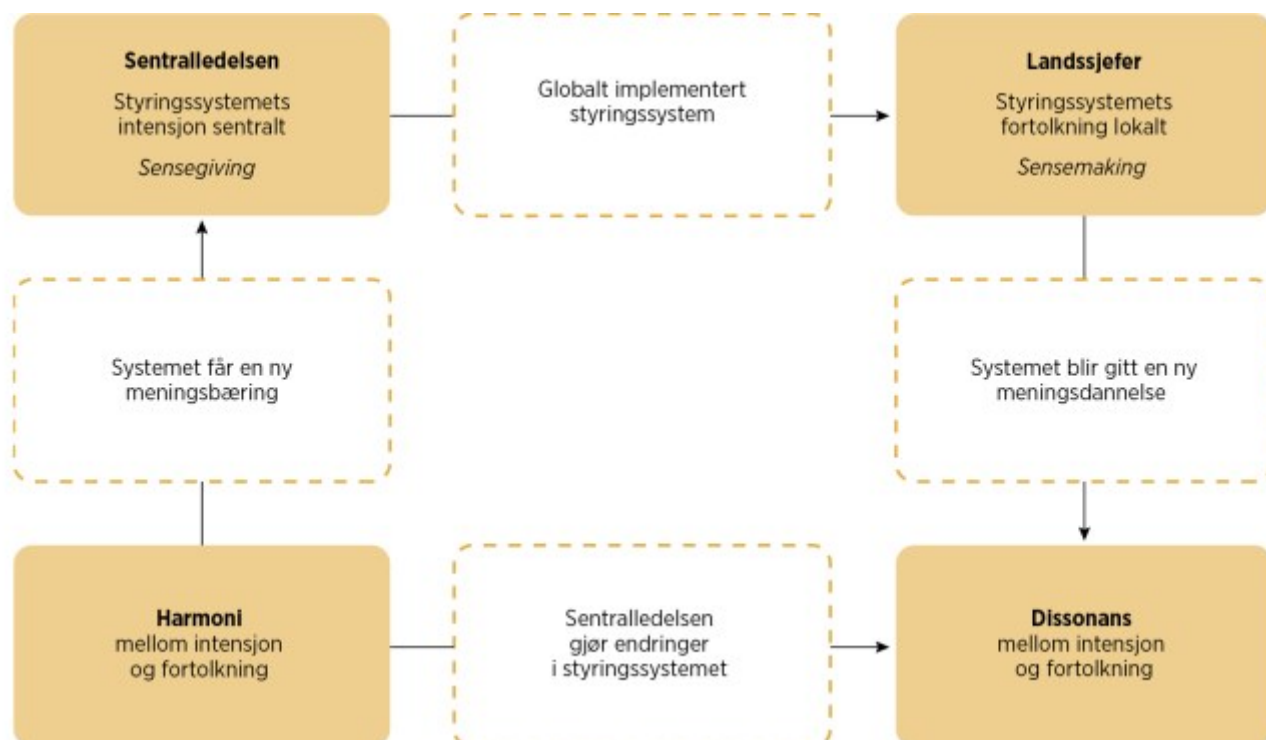 Sentralledelsen
Styringssystemets
intensjon sentralt
Sensegiving
Globalt implementert
styringssystem
Landssjefer
Styringssystemets
fortolkning lokalt
Sensemaking
Systemet får en ny
meningsbæring
Systemet blir gitt en ny
meningsdannelse
Harmoni
mellom intensjon
og fortolkning
Sentralledelsen
gjør endringer
i styringssystemet
Dissonans
mellom intensjon
og fortolkning